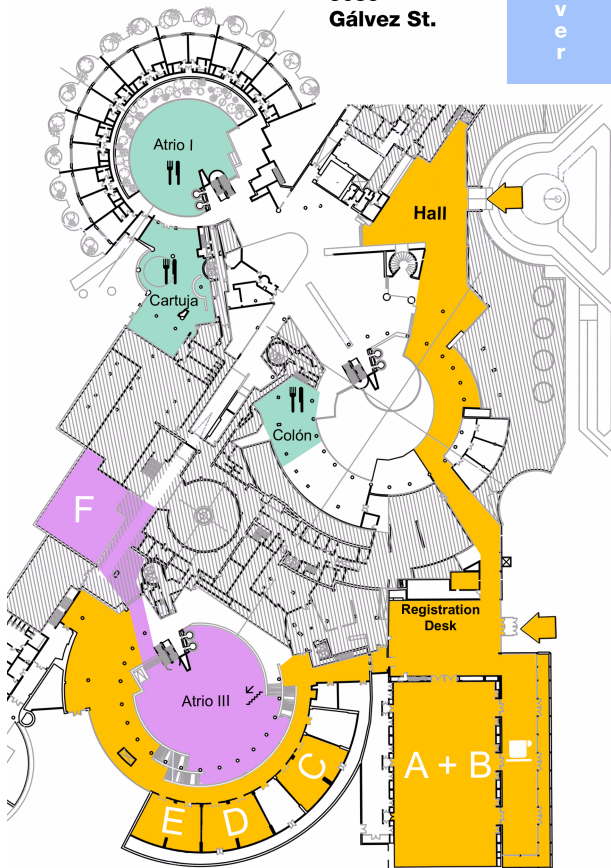 Gálvez St.
v
e
r
Atrio I
Hall
Cartuja
Colón
F
Registration
Desk
Atrio III
C
A + B
E
D